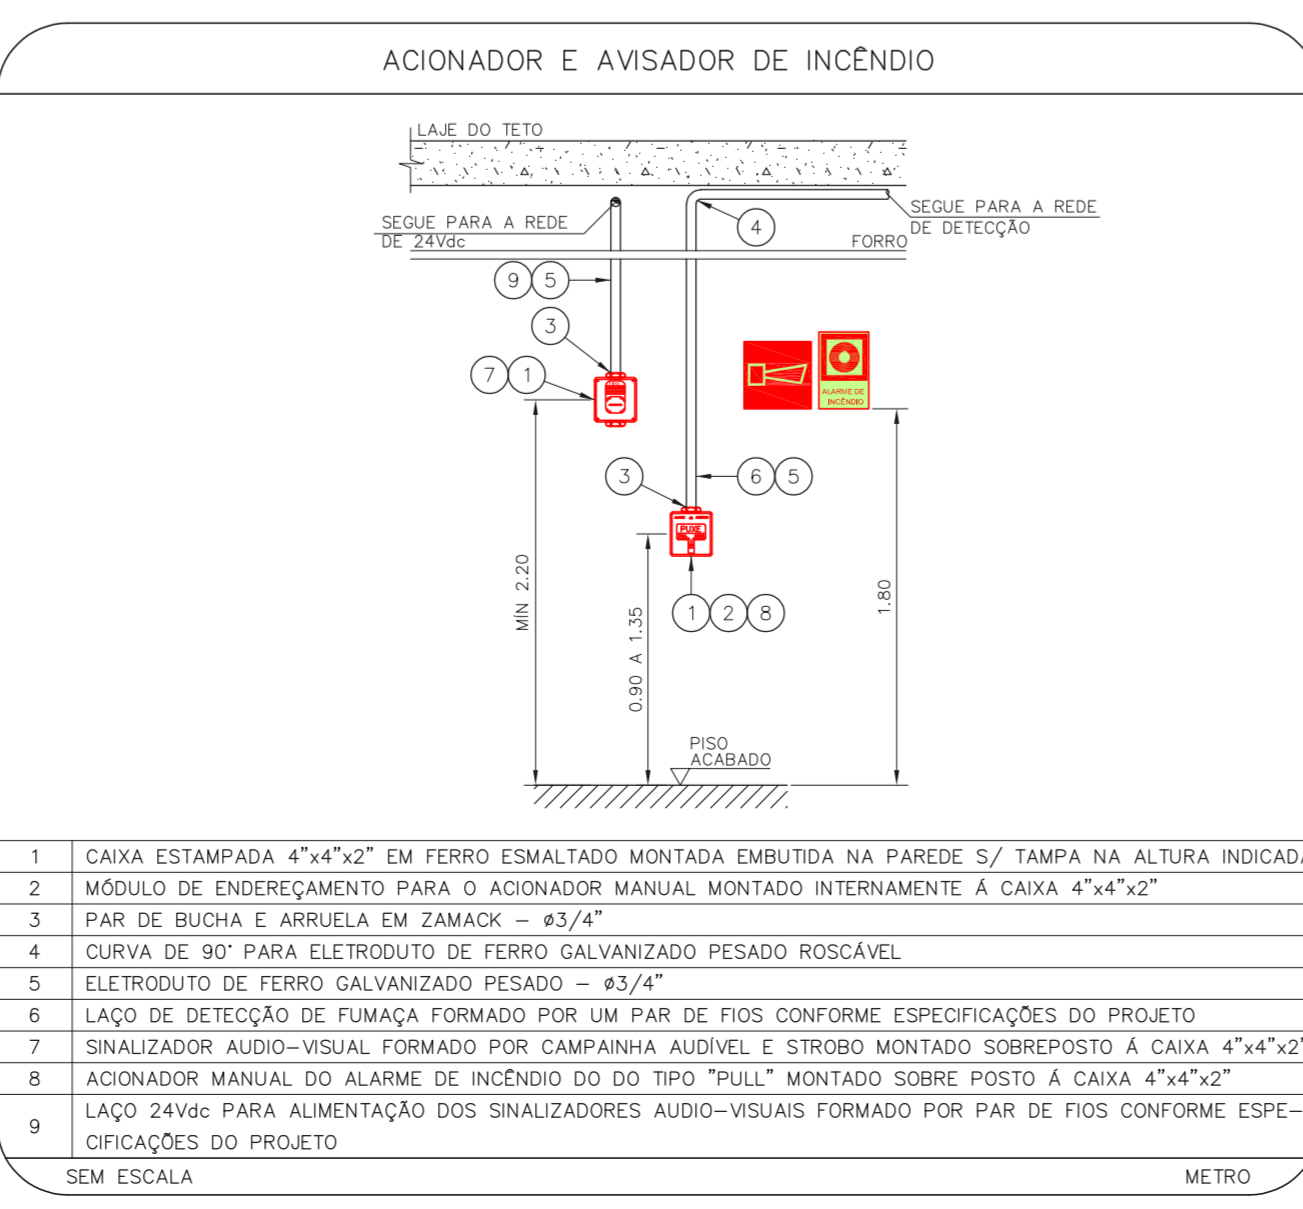 ACIONADOR E AVISADOR DE INCÊNDIO
LAJE DO TETO
SEGUE PARA A REDE
DE 24Vdc
SEGUE PARA A REDE
DE DETECÇÃO
4
FORRO
9 5
3
7 1
ALARME DE
INCÊNDIO
3
6 5
PUXE
1 2 8
MÍN 2.20
0.90 A 1.35
1.80
PISO
ACABADO
1 CAIXA ESTAMPADA 4"x4"x2" EM FERRO ESMALTADO MONTADA EMBUTIDA NA PAREDE S/ TAMPA NA ALTURA INDICADA
2 MÓDULO DE ENDEREÇAMENTO PARA O ACIONADOR MANUAL MONTADO INTERNAMENTE Á CAIXA 4"x4"x2"
3 PAR DE BUCHA E ARRUELA EM ZAMACK – ø3/4"
4 CURVA DE 90° PARA ELETRODUTO DE FERRO GALVANIZADO PESADO ROSCÁVEL
5 ELETRODUTO DE FERRO GALVANIZADO PESADO – ø3/4"
6 LAÇO DE DETECÇÃO DE FUMAÇA FORMADO POR UM PAR DE FIOS CONFORME ESPECIFICAÇÕES DO PROJETO
7 SINALIZADOR AUDIO–VISUAL FORMADO POR CAMPAINHA AUDÍVEL E STROBO MONTADO SOBREPOSTO Á CAIXA 4"x4"x2"
8 ACIONADOR MANUAL DO ALARME DE INCÊNDIO DO DO TIPO "PULL" MONTADO SOBRE POSTO Á CAIXA 4"x4"x2"
9 LAÇO 24Vdc PARA ALIMENTAÇÃO DOS SINALIZADORES AUDIO–VISUAIS FORMADO POR PAR DE FIOS CONFORME ESPE–
CIFICAÇÕES DO PROJETO
SEM ESCALA
METRO